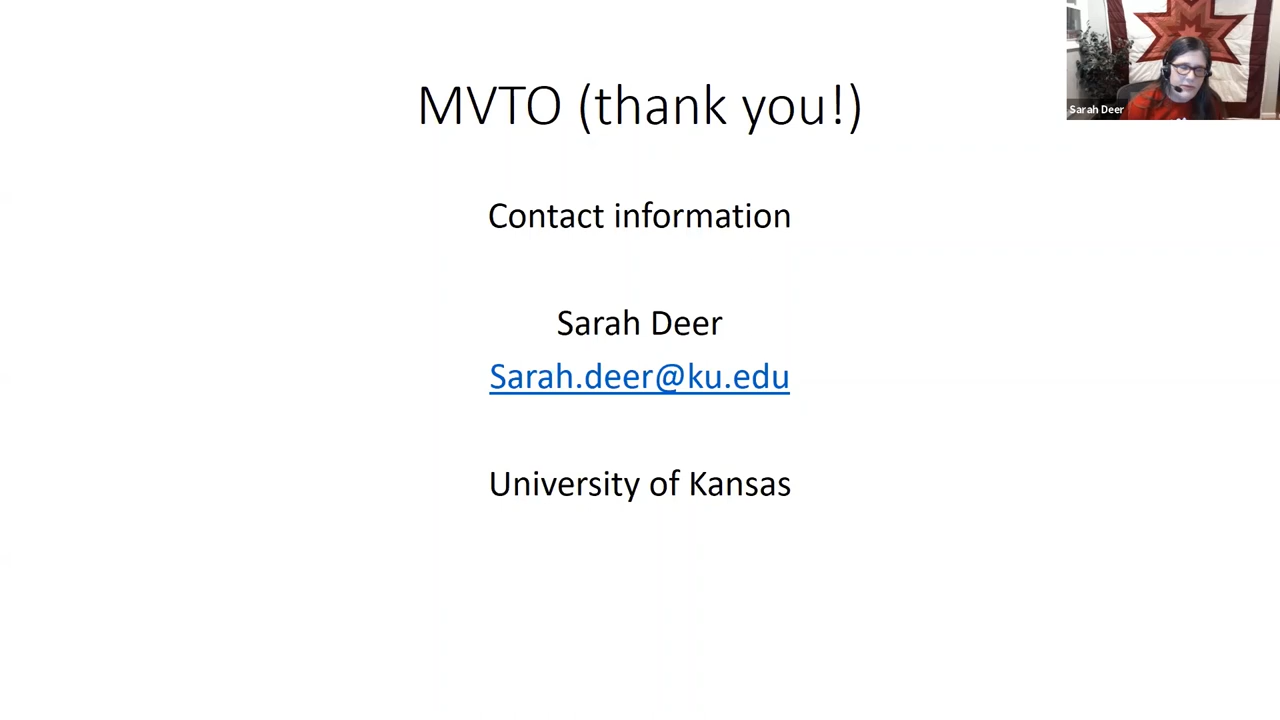 MVTO (thank you!)
Sarah Deer
Contact information
Sarah Deer
Sarah.deer@ku.edu
University of Kansas